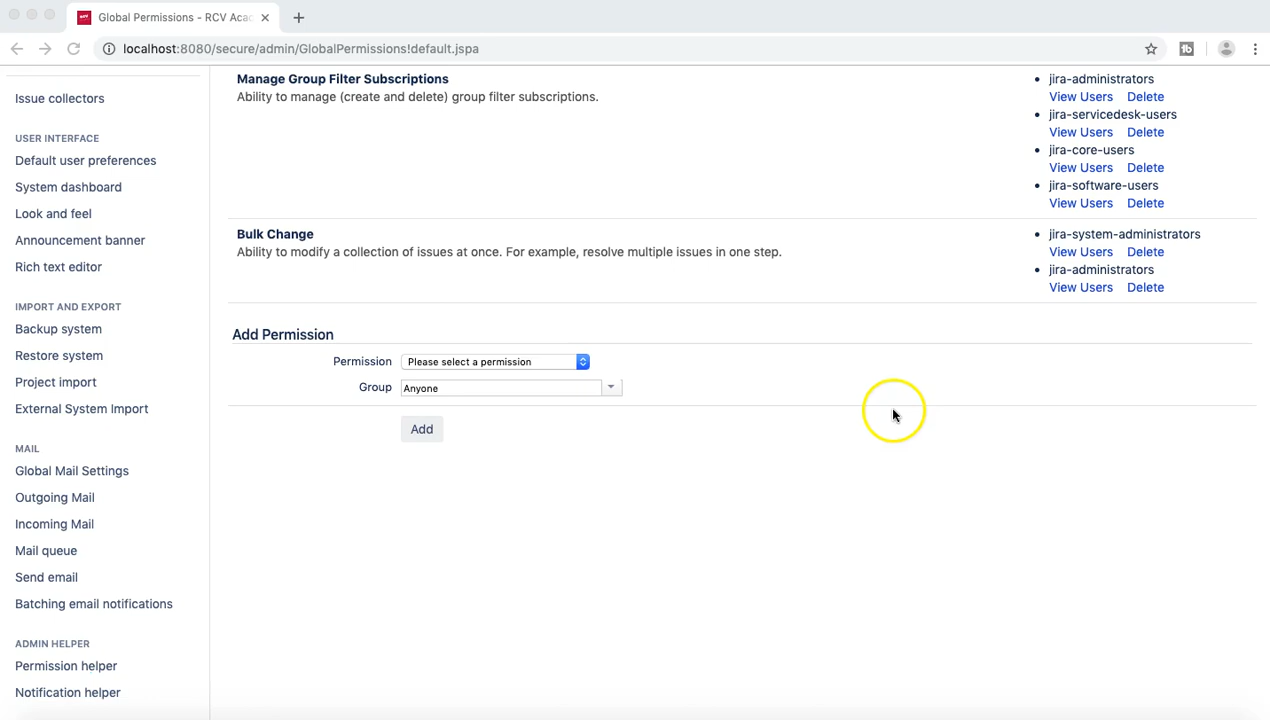 Global Permissions - RCV Aca
localhost:8080/secure/admin/GlobalPermissions!default.jspa
Issue collectors
USER INTERFACE
Default user preferences
System dashboard
Look and feel
Announcement banner
Rich text editor
IMPORT AND EXPORT
Backup system
Restore system
Project import
External System Import
MAIL
Global Mail Settings
Outgoing Mail
Incoming Mail
Mail queue
Send email
Batching email notifications
ADMIN HELPER
Permission helper
Notification helper
Manage Group Filter Subscriptions
Ability to manage (create and delete) group filter subscriptions.
jira-administrators
View Users Delete
jira-servicedesk-users
View Users Delete
jira-core-users
View Users Delete
jira-software-users
View Users Delete
Bulk Change
Ability to modify a collection of issues at once. For example, resolve multiple issues in one step.
jira-system-administrators
View Users Delete
jira-administrators
View Users Delete
Add Permission
Permission Please select a permission
Group Anyone
Add